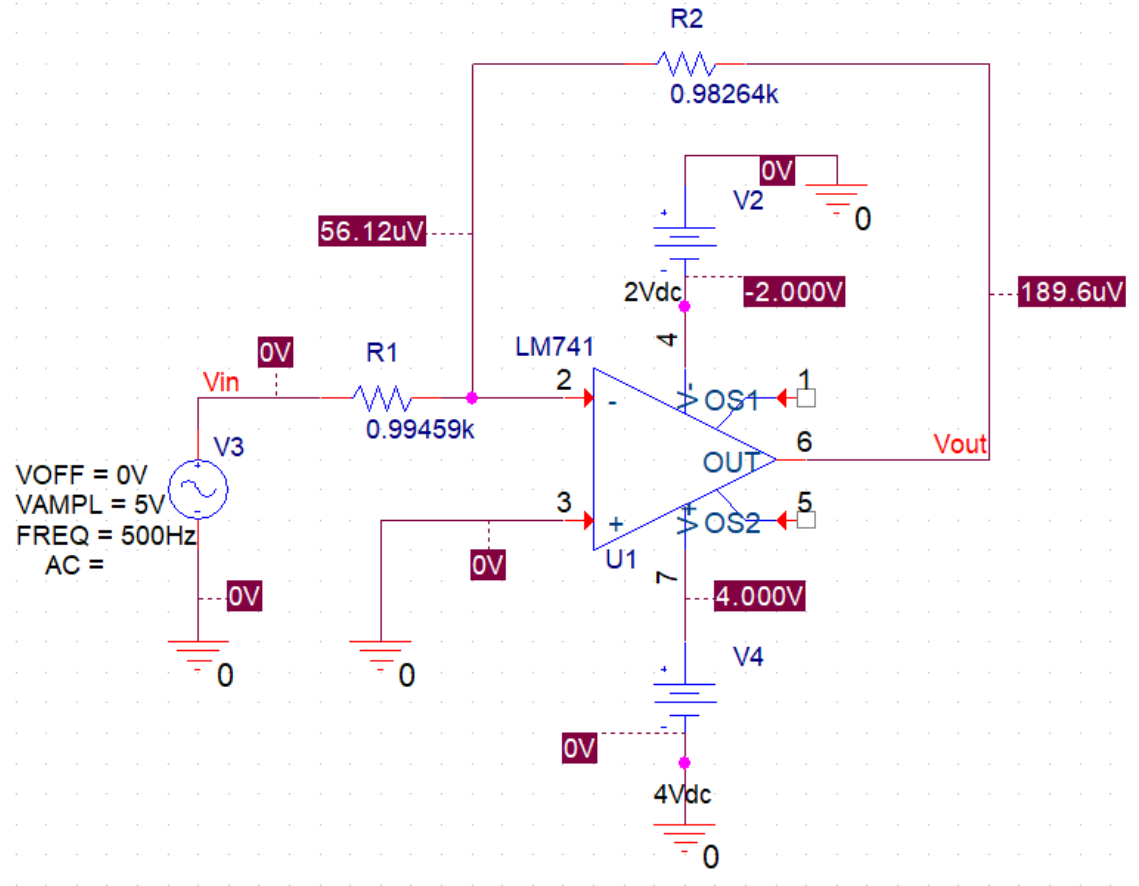 R2
0.98264k
0V
V2
0
+
56.12uV
-
2Vdc
-2.000V
189.6uV
4
0V
R1
LM741
Vin
2
-
V-
OS1
1
0.99459k
6
Vout
V3
+
-
OUT
VOFF = 0V
VAMPL = 5V
FREQ = 500Hz
AC =
3
+
V+
OS2
5
U1
0V
7
0V
4.000V
0
0
V4
+
-
0V
4Vdc
0